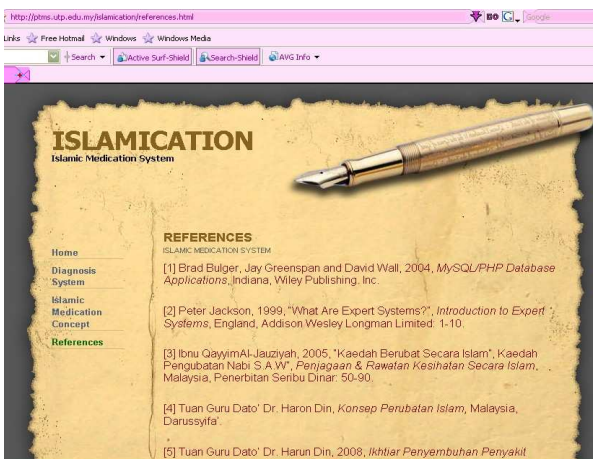 http://ptms.utp.edu.my/islamication/references.html
Google
Links Free Hotmail Windows Windows Media
Search Active Surf-Shield Search-Shield AVG Info
ISLAMICATION
Islamic Medication System
Home
Diagnosis
System
Islamic
Medication
Concept
References
REFERENCES
ISLAMIC MEDICATION SYSTEM
[1] Brad Bulger, Jay Greenspan and David Wall, 2004, MySQL/PHP Database
Applications, Indiana, Wiley Publishing. Inc.
[2] Peter Jackson, 1999, "What Are Expert Systems?", Introduction to Expert
Systems, England, Addison Wesley Longman Limited: 1-10.
[3] Ibnu QayyimAl-Jauziyah, 2005, "Kaedah Berubat Secara Islam", Kaedah
Pengubatan Nabi S.A.W", Penjagaan & Rawatan Kesihatan Secara Islam,
Malaysia, Penerbitan Seribu Dinar: 50-90.
[4] Tuan Guru Dato' Dr. Haron Din, Konsep Perubatan Islam, Malaysia,
Darussyifa'.
[5] Tuan Guru Dato' Dr. Harun Din, 2008, Ikhtiar Penyembuhan Penyakit